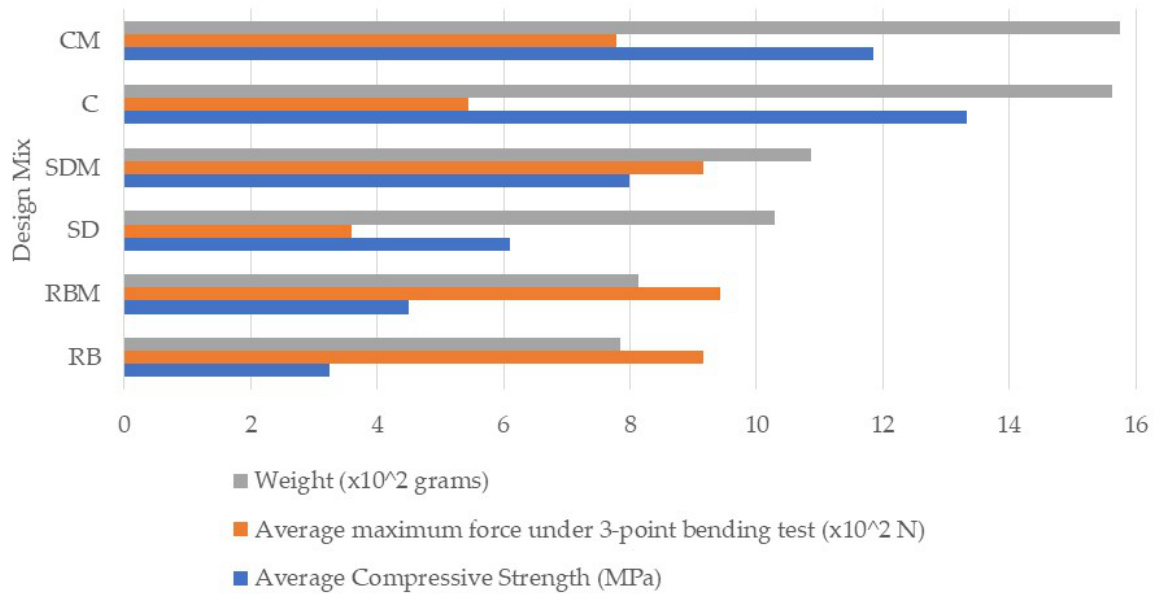 Design Mix
CM
C
SDM
SD
RBM
RB
0 2 4 6 8 10 12 14 16
Weight (x10^2 grams)
Average maximum force under 3-point bending test (x10^2 N)
Average Compressive Strength (MPa)